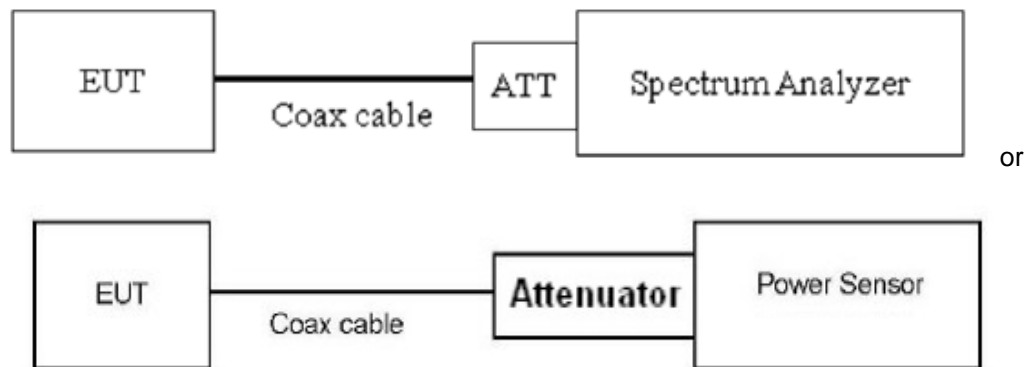 EUT
ATT
Spectrum Analyzer
Coax cable
or
EUT
Attenuator
Power Sensor
Coax cable